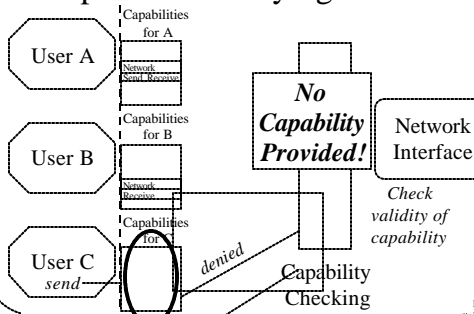 Capabilities
for A
User A
Network
Send, Receive
No
Capability
Provided!
Capabilities
for B
Network
Interface
User B
Network
Receive
Check
validity of
capability
Capabilities
for C
User C
send
denied
Capability
Checking